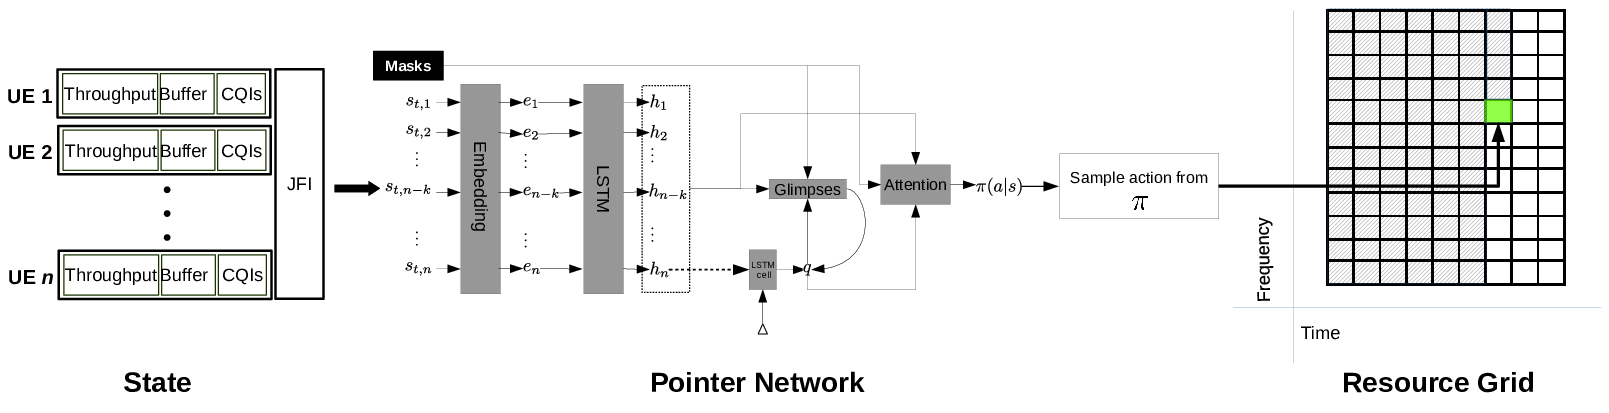 UE 1
Throughput Buffer CQIs
UE 2
Throughput Buffer CQIs
⋮
UE n
Throughput Buffer CQIs
JFI
State
Masks
s_{t,1}
s_{t,2}
⋮
s_{t,n-k}
⋮
s_{t,n}
Embedding
e_1
e_2
⋮
e_{n-k}
⋮
e_n
LSTM
h_1
h_2
⋮
h_{n-k}
⋮
h_n
LSTM
cell
q
Glimpses
Attention
π(a|s)
Sample action from
π
Pointer Network
Frequency
Time
Resource Grid